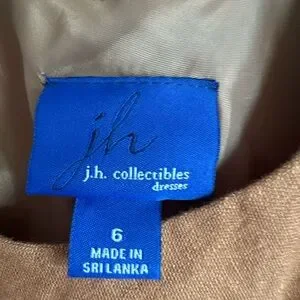 jh
j.h. collectibles
dresses
6
MADE IN
SRI LANKA